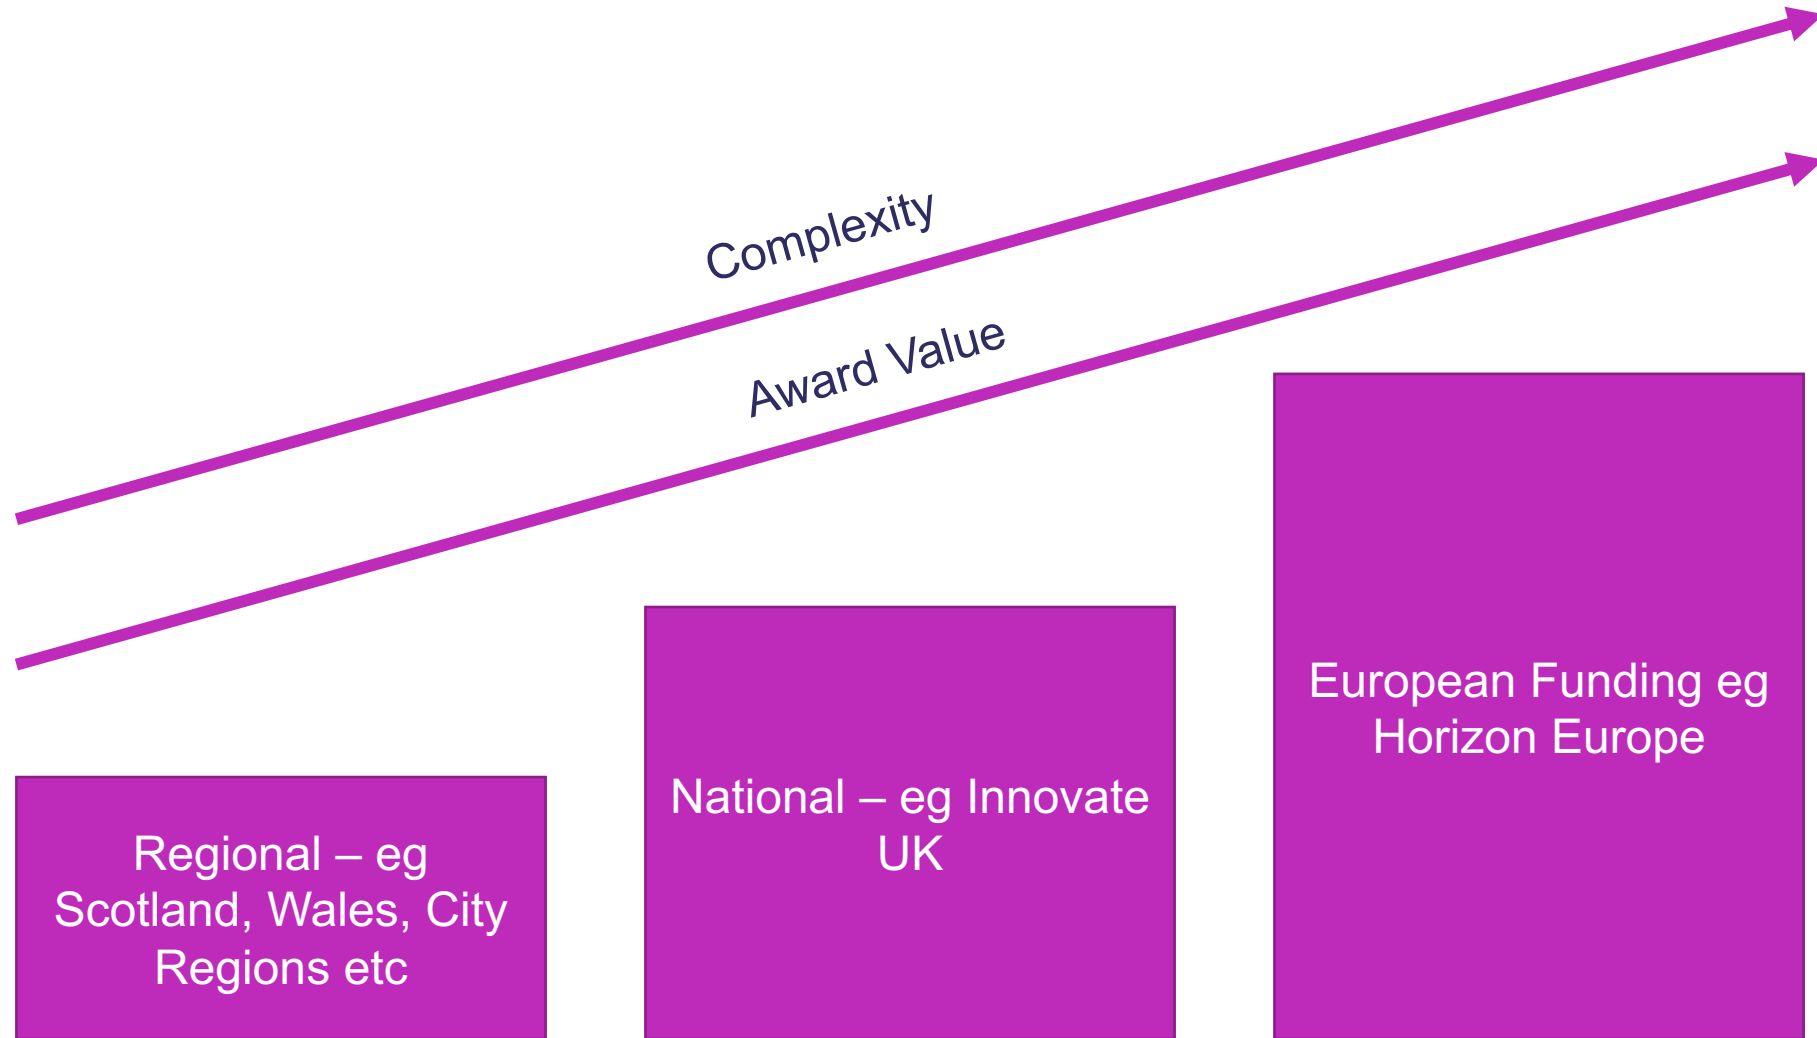 Complexity
Award Value
European Funding eg
Horizon Europe
National – eg Innovate
UK
Regional – eg
Scotland, Wales, City
Regions etc